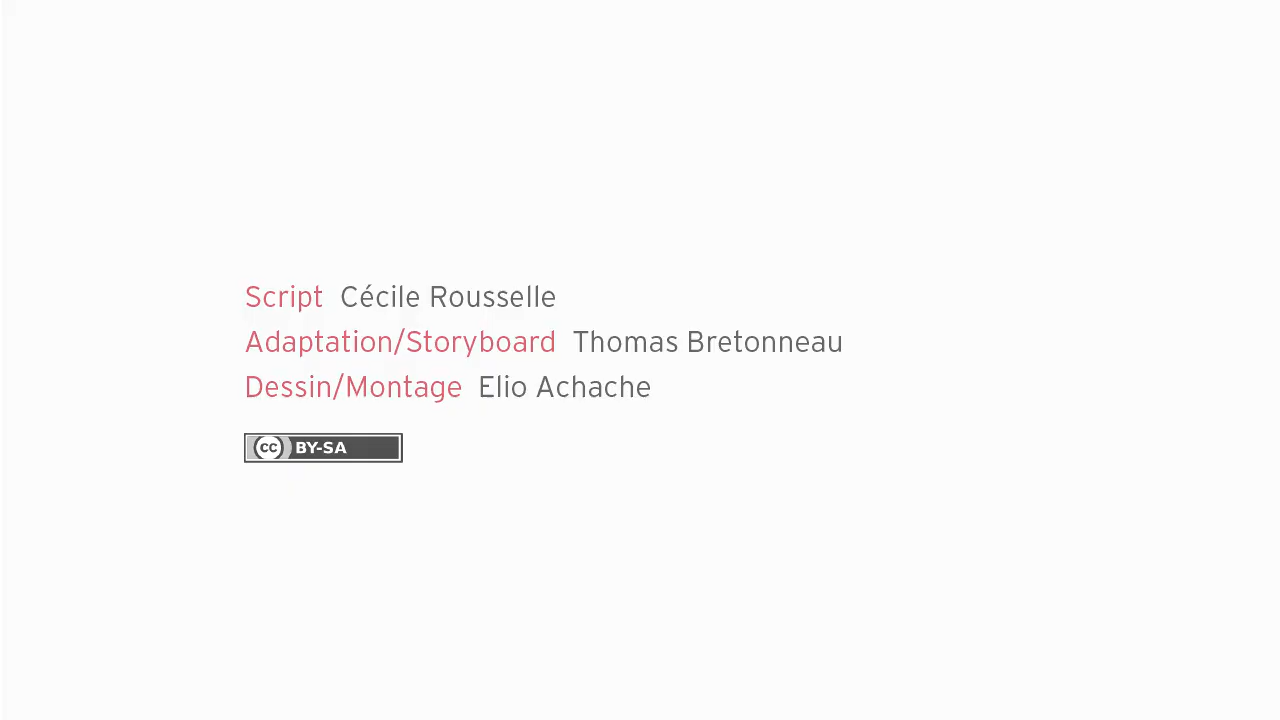 Script Cécile Rousselle
Adaptation/Storyboard Thomas Bretonneau
Dessin/Montage Elio Achache
cc BY-SA